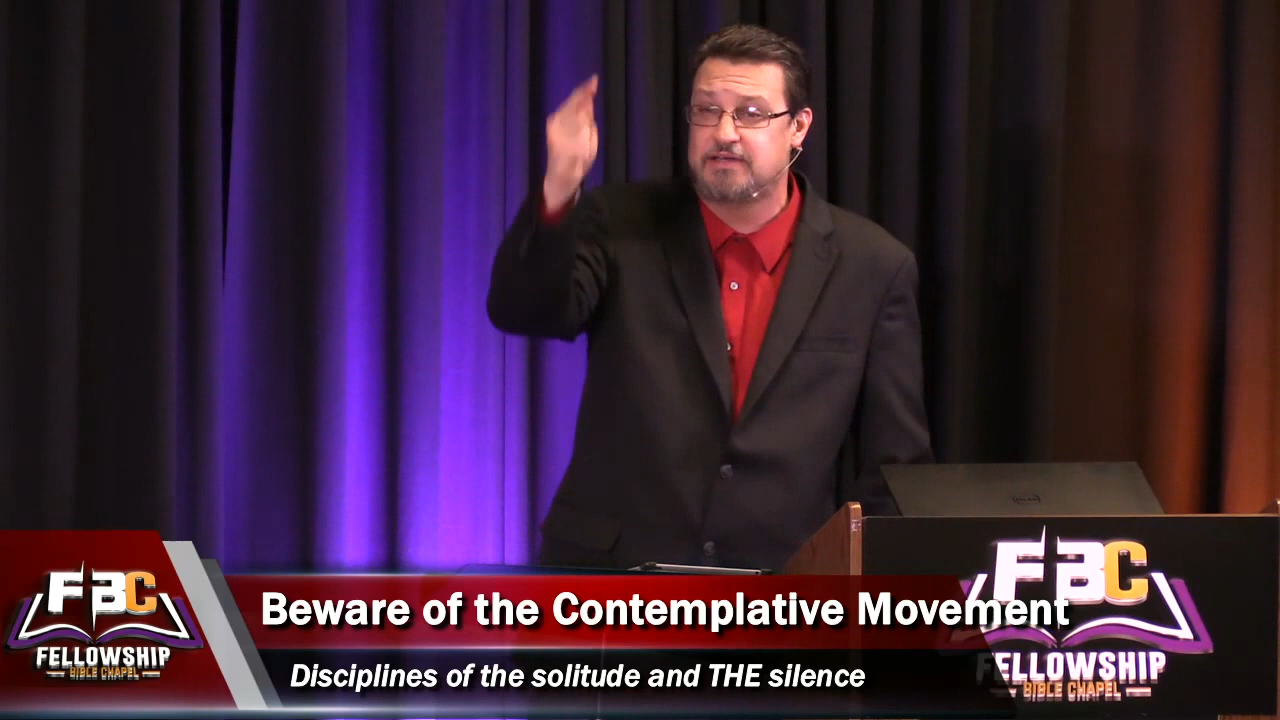 Beware of the Contemplative Movement
Disciplines of the solitude and THE silence
FBC
FELLOWSHIP
BIBLE CHAPEL
DELL
FBC
FELLOWSHIP
BIBLE CHAPEL